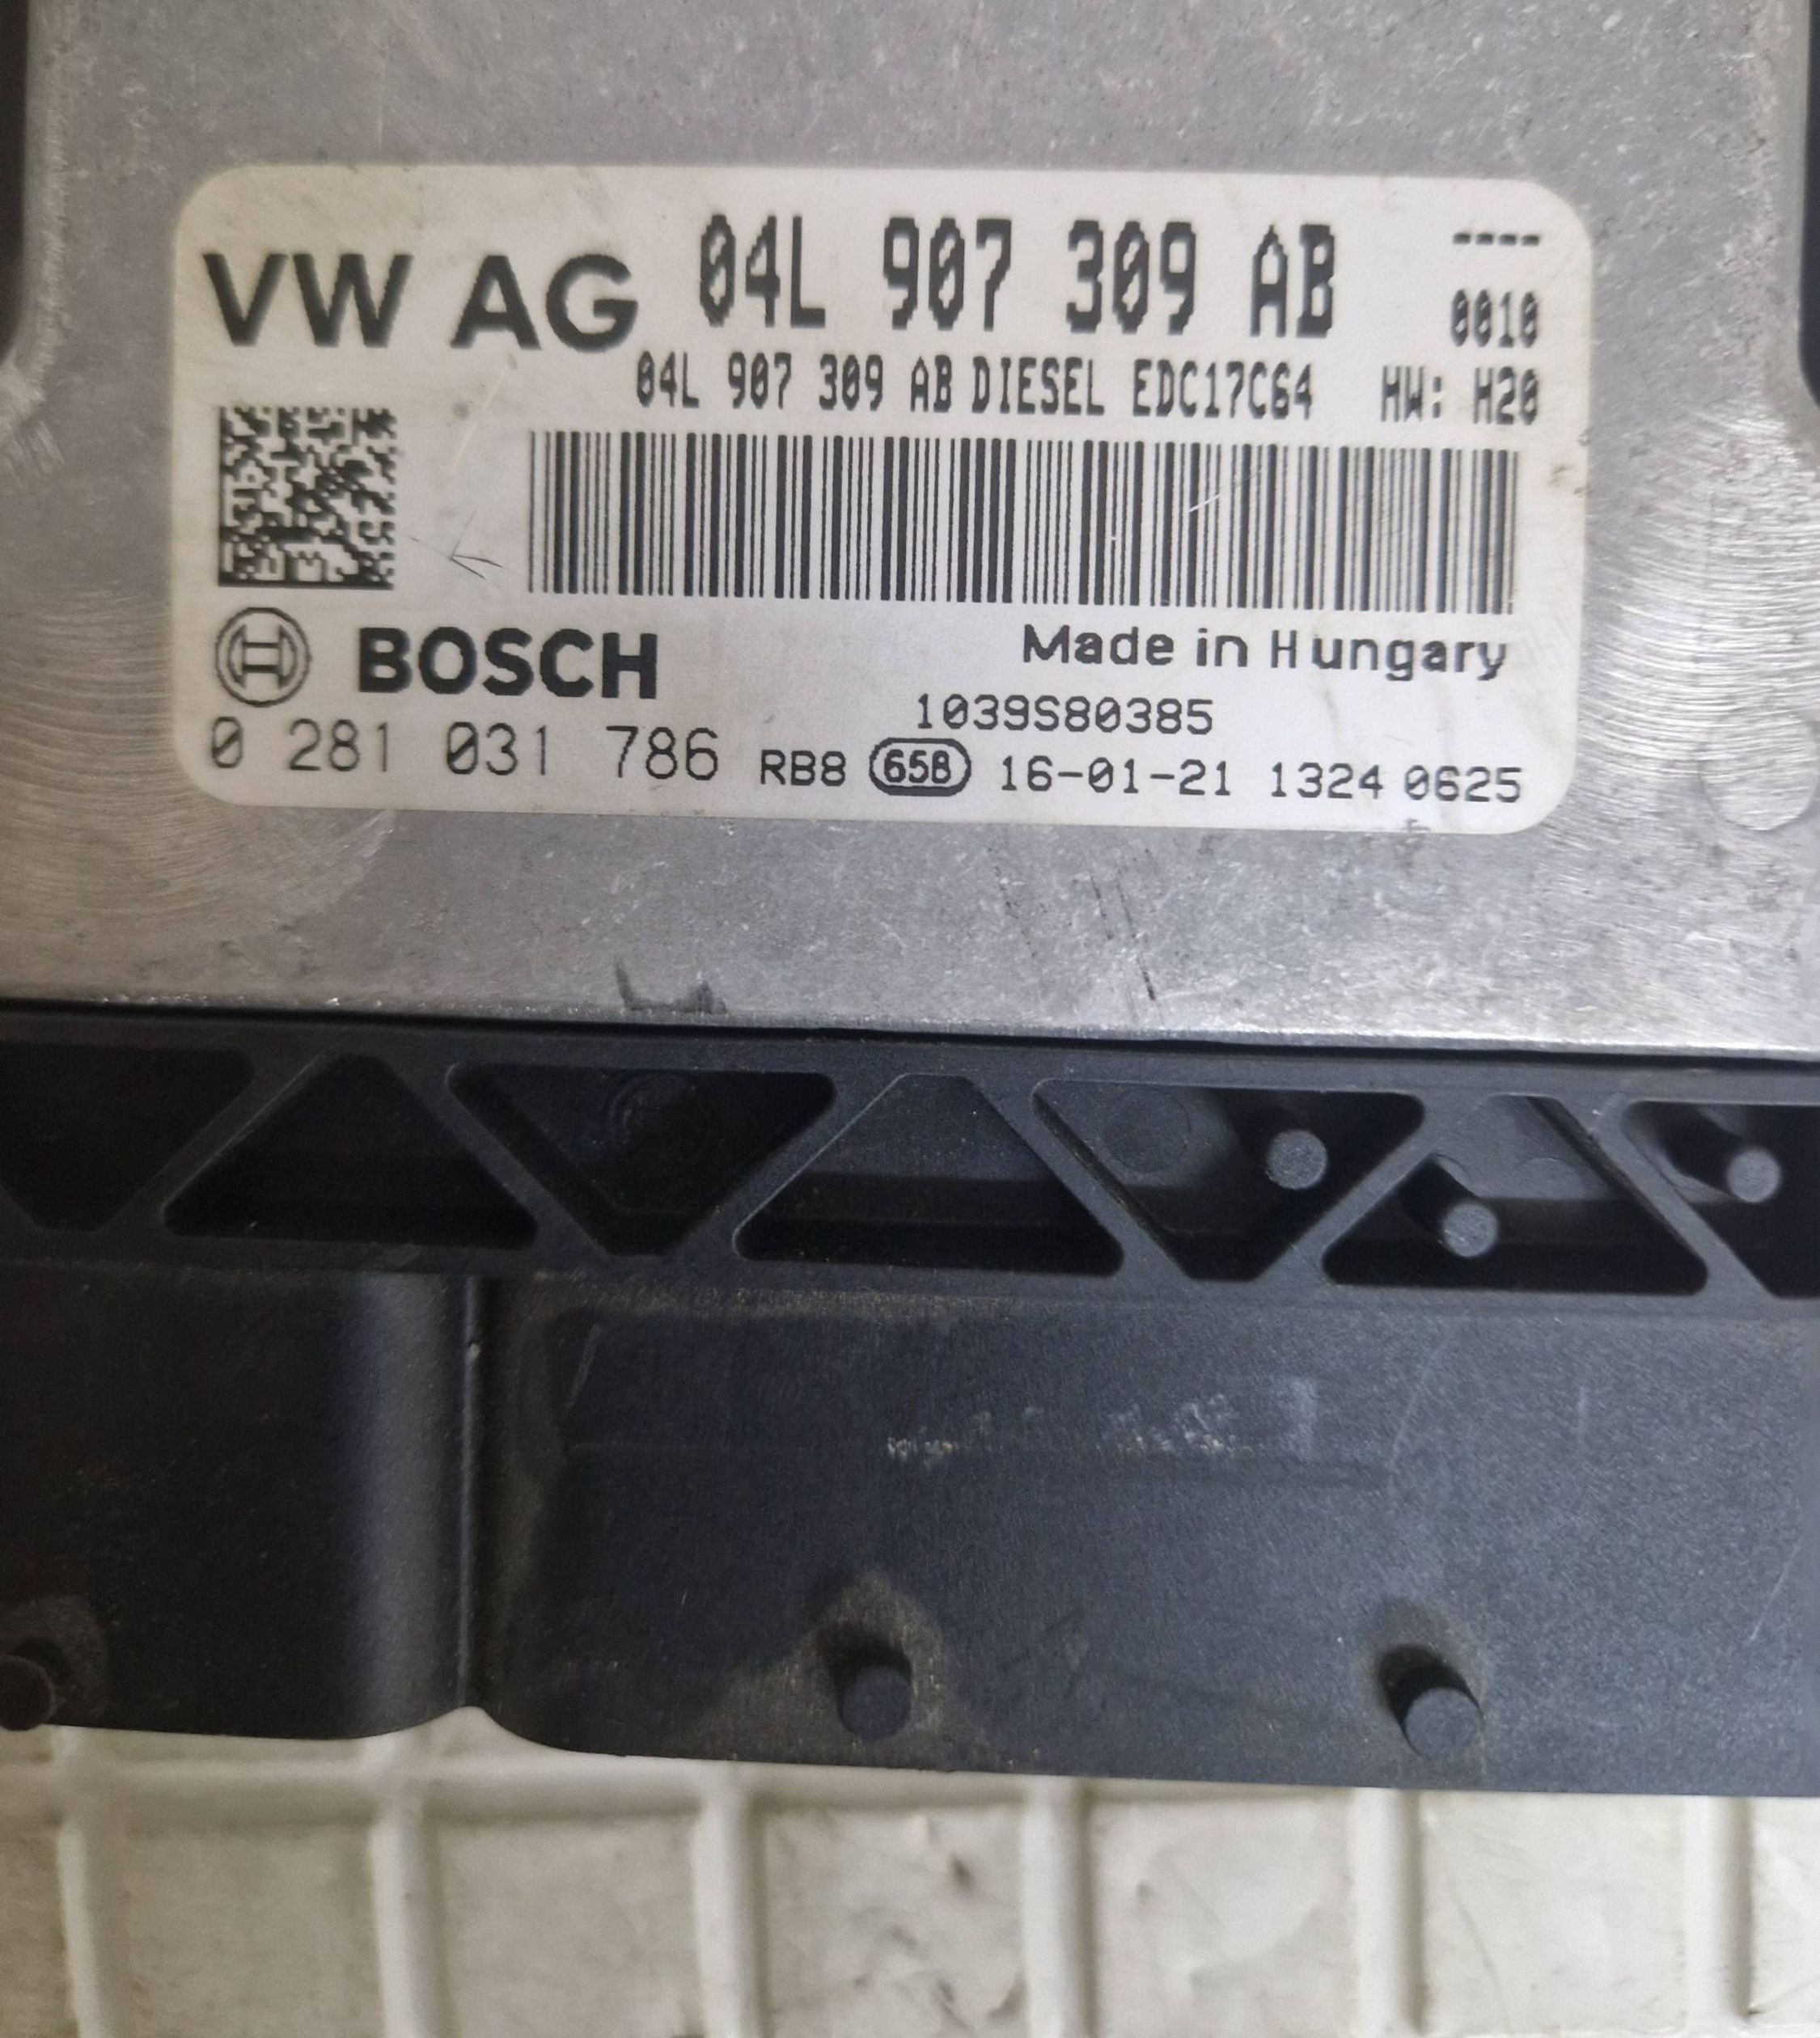 VW AG 04L 907 309 AB ----
0010
04L 907 309 AB DIESEL EDC17C64 HW: H20
BOSCH Made in Hungary
1039S80385
0 281 031 786 RB8 658 16-01-21 1324 0625